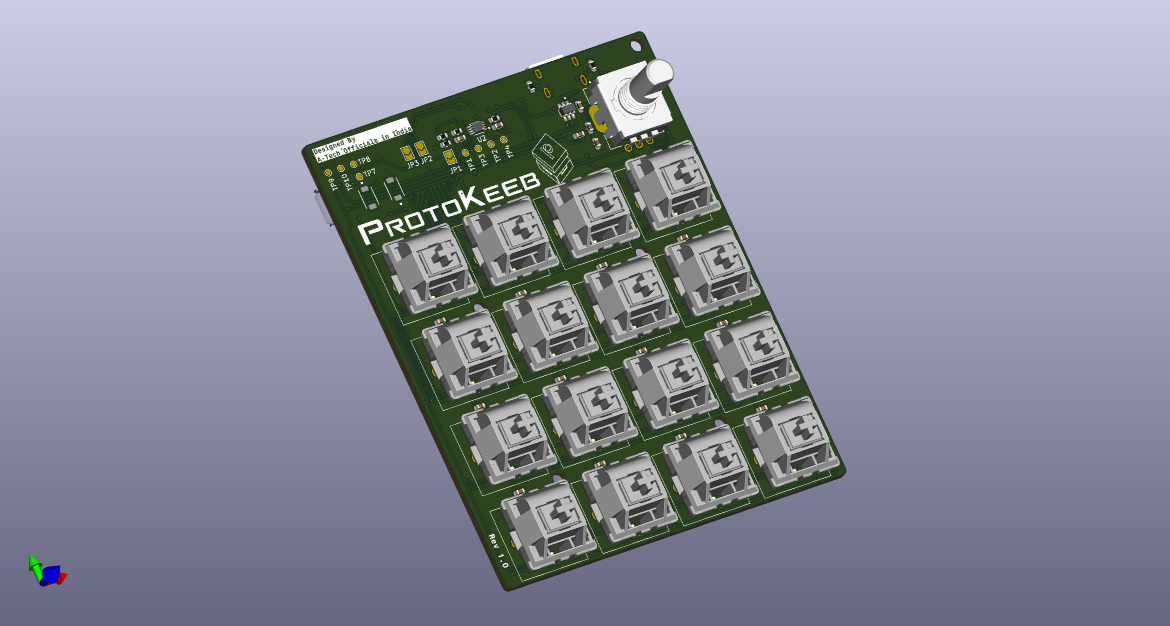 Designed By
A-Tech Officials in India
TP9
TP10
TP8
TP7
JP3
JP2
JP1
TP1
TP3
TP2
TP4
U2
PROTOKEEB
Rev 1.0